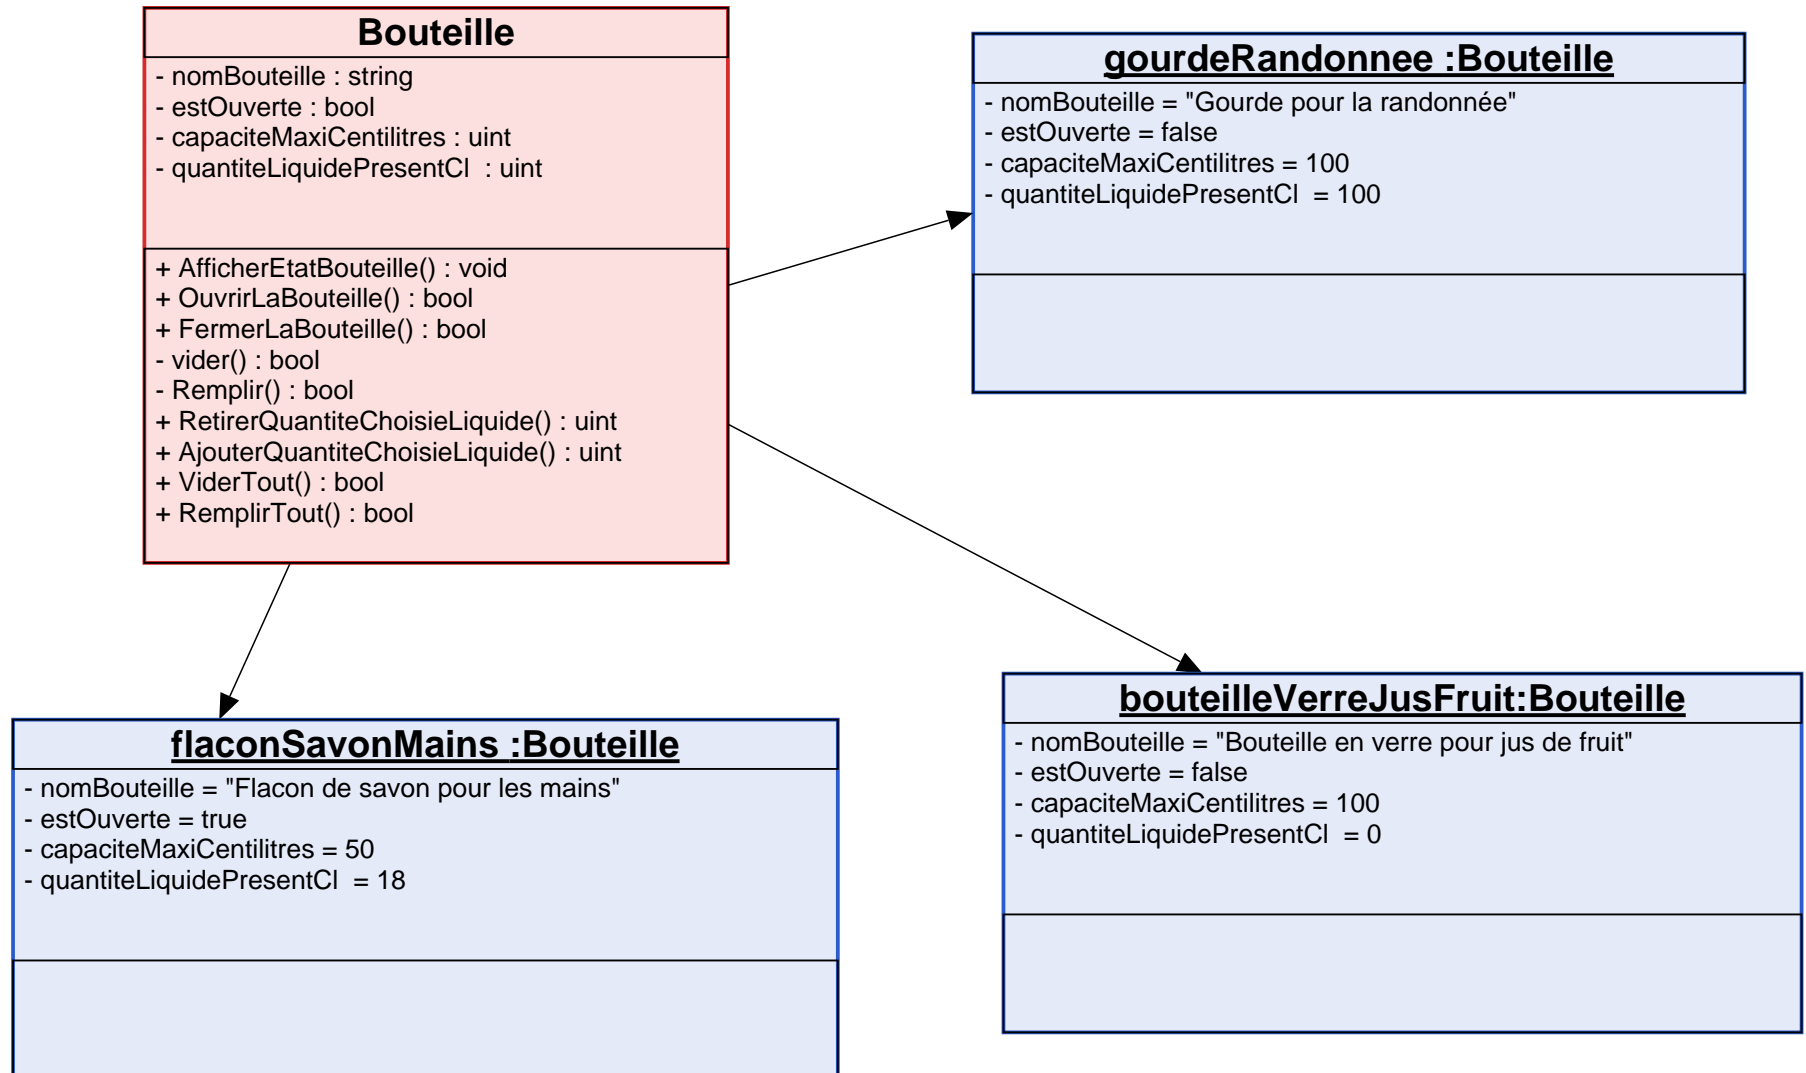 Bouteille
- nomBouteille : string
- estOuverte : bool
- capaciteMaxiCentilitres : uint
- quantiteLiquidePresentCl  : uint
+ AfficherEtatBouteille() : void
+ OuvrirLaBouteille() : bool
+ FermerLaBouteille() : bool
- vider() : bool
- Remplir() : bool
+ RetirerQuantiteChoisieLiquide() : uint
+ AjouterQuantiteChoisieLiquide() : uint
+ ViderTout() : bool
+ RemplirTout() : bool
gourdeRandonnee :Bouteille
- nomBouteille = "Gourde pour la randonnée"
- estOuverte = false
- capaciteMaxiCentilitres = 100
- quantiteLiquidePresentCl  = 100
flaconSavonMains :Bouteille
- nomBouteille = "Flacon de savon pour les mains"
- estOuverte = true
- capaciteMaxiCentilitres = 50
- quantiteLiquidePresentCl  = 18
bouteilleVerreJusFruit:Bouteille
- nomBouteille = "Bouteille en verre pour jus de fruit"
- estOuverte = false
- capaciteMaxiCentilitres = 100
- quantiteLiquidePresentCl  = 0